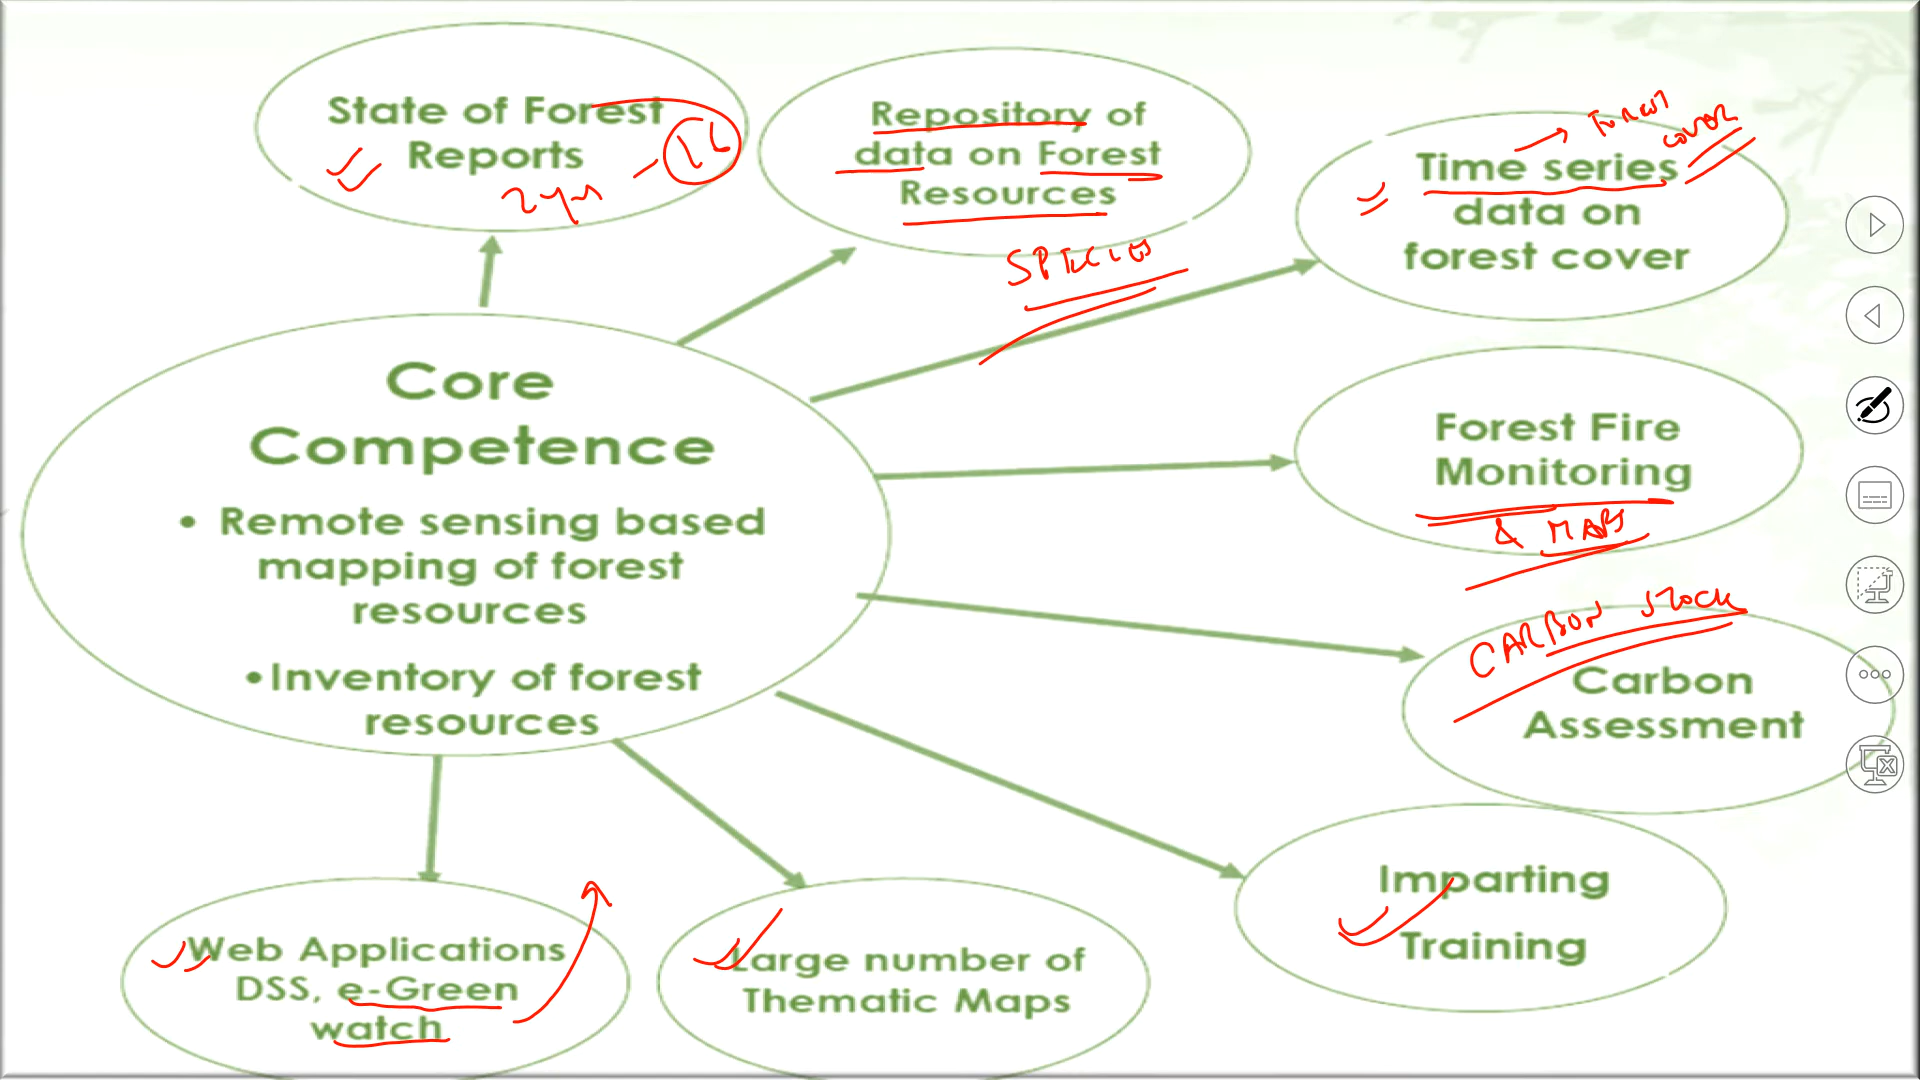 State of Forest
Reports
2 yrs - 16
Repository of
data on Forest
Resources
SPECIES
→ Forest
cover
Time series
data on
forest cover
Core
Competence
• Remote sensing based
mapping of forest
resources
•Inventory of forest
resources
Forest Fire
Monitoring
& MAPS
CARBON STOCK
Carbon
Assessment
Imparting
Training
Web Applications
DSS, e-Green
watch
Large number of
Thematic Maps